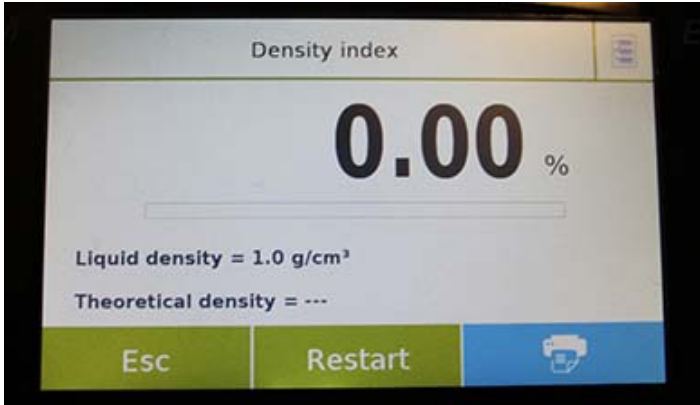 Density index
0.00 %
Liquid density = 1.0 g/cm³
Theoretical density = ---
Esc
Restart